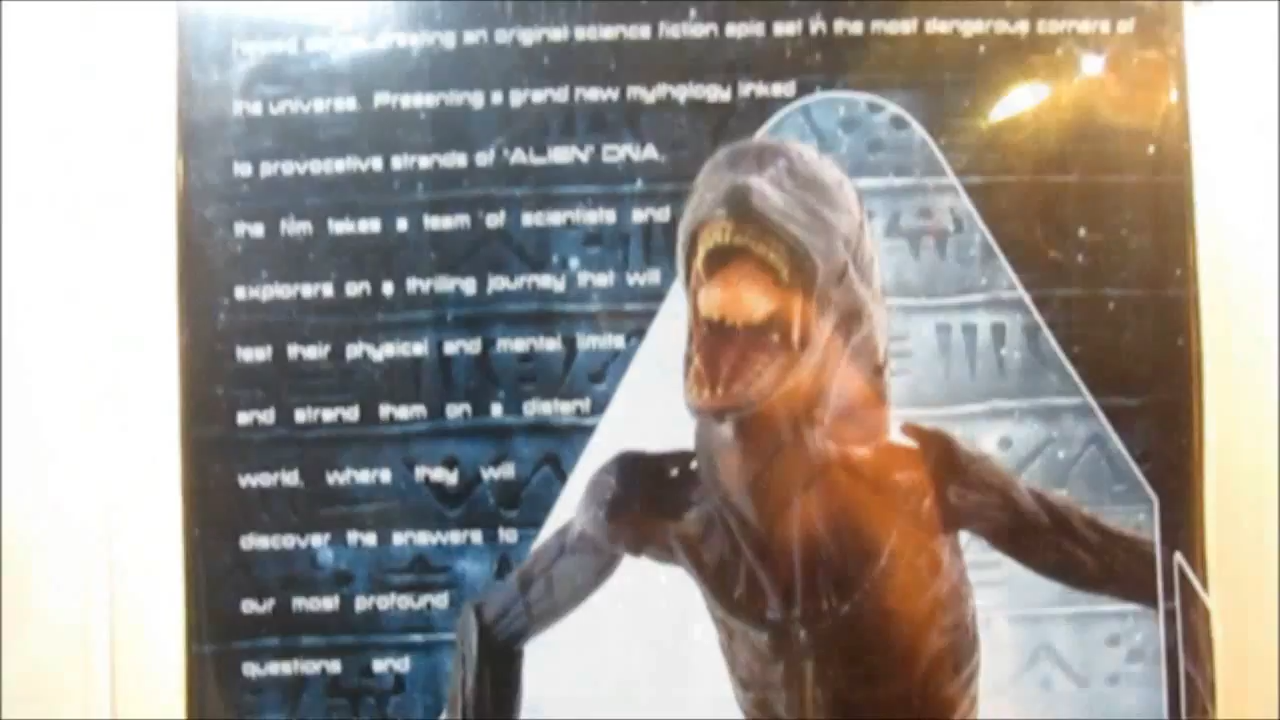 an original science fiction epic set in the most dangerous corners of
the universe. Presenting a grand new mythology linked
to provocative strands of 'ALIEN' DNA,
the film takes a team of scientists and
explorers on a thrilling journey that will
test their physical and mental limits
and strand them on a distant
world, where they will
discover the answers to
our most profound
questions and